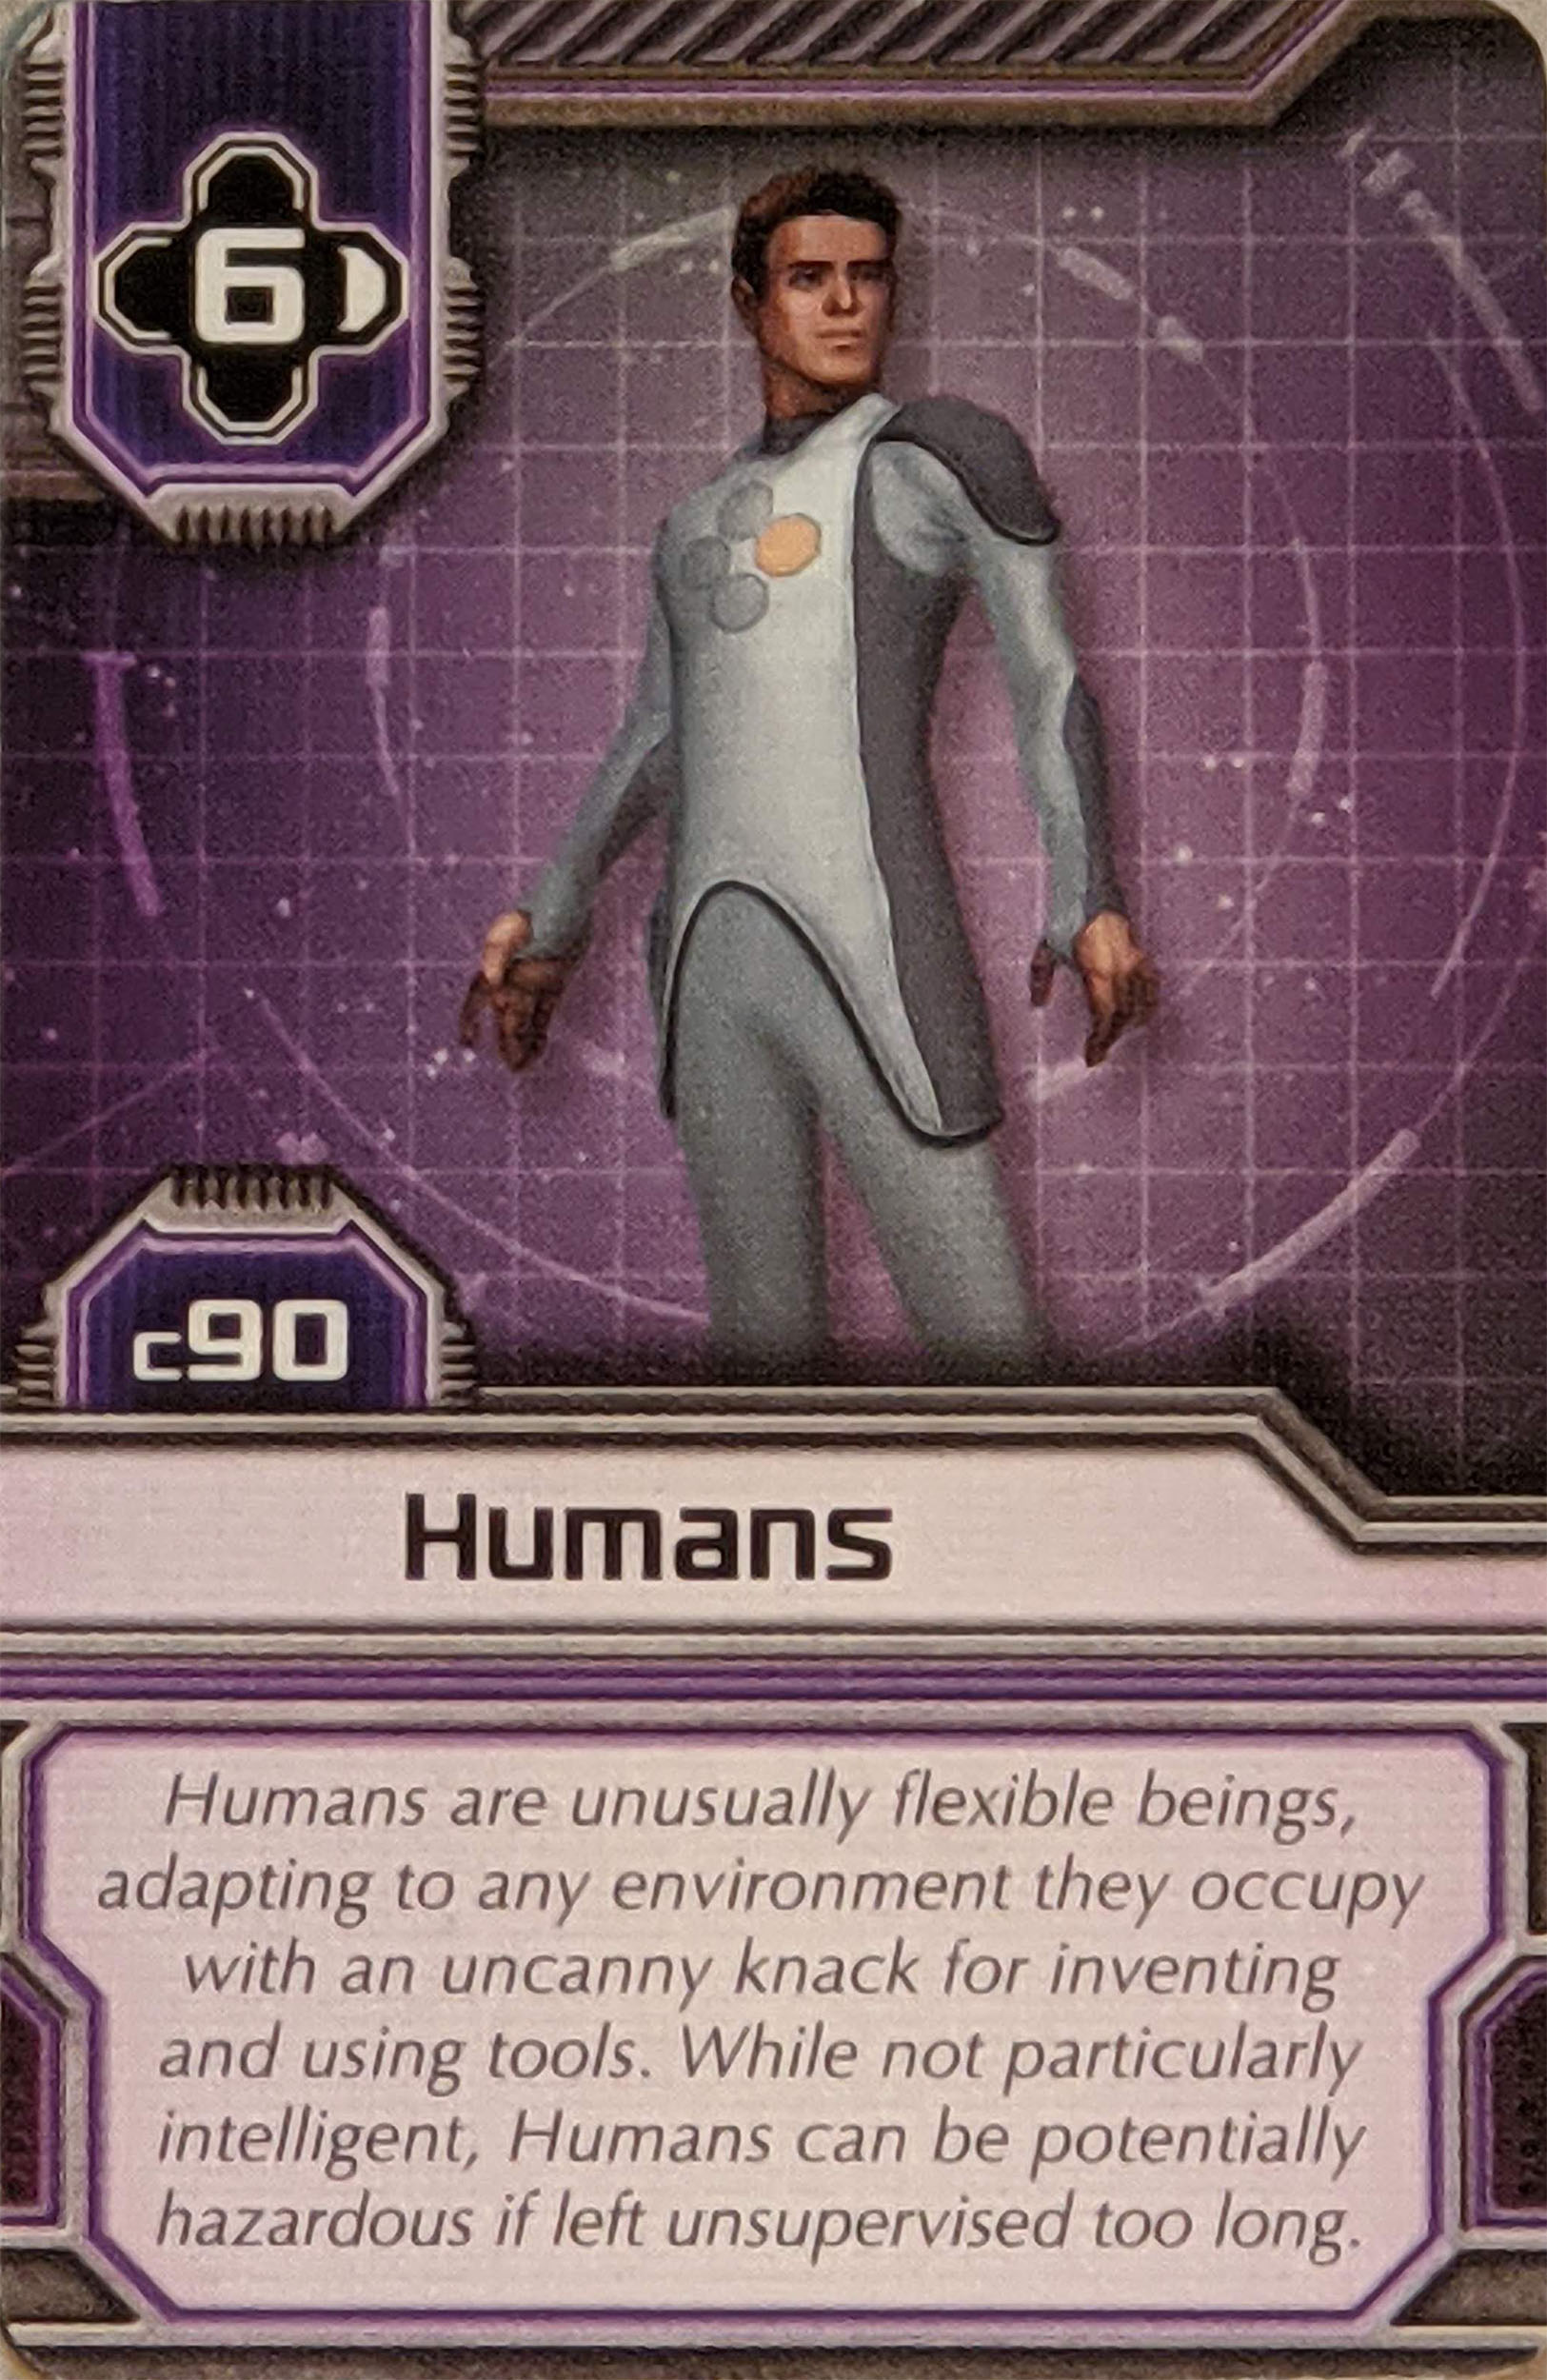 6
c90
Humans
Humans are unusually flexible beings,
adapting to any environment they occupy
with an uncanny knack for inventing
and using tools. While not particularly
intelligent, Humans can be potentially
hazardous if left unsupervised too long.